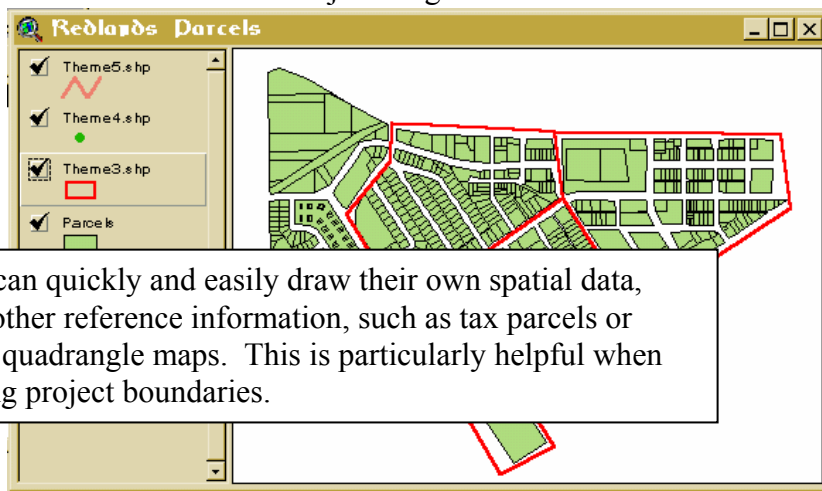 Redlands Parcels
Theme5.shp
Theme4.shp
Theme3.shp
Parcels
can quickly and easily draw their own spatial data,
other reference information, such as tax parcels or
quadrangle maps. This is particularly helpful when
g project boundaries.